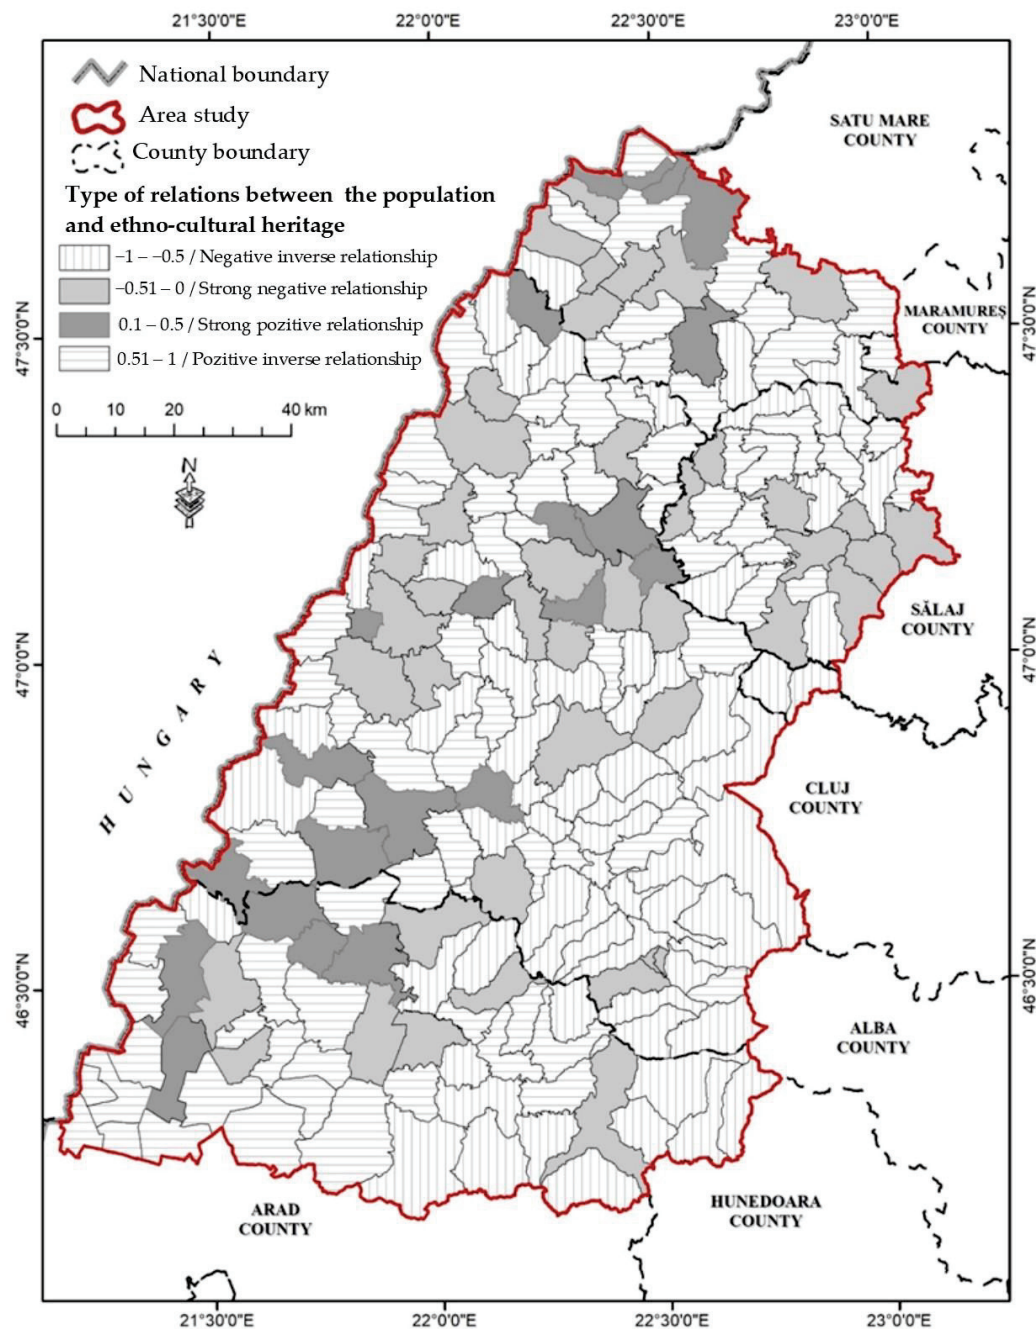 21°30'0"E 22°0'0"E 22°30'0"E 23°0'0"E
National boundary
Area study
County boundary
Type of relations between the population
and ethno-cultural heritage
–1 – –0.5 / Negative inverse relationship
–0.51 – 0 / Strong negative relationship
0.1 – 0.5 / Strong pozitive relationship
0.51 – 1 / Pozitive inverse relationship
0 10 20 40 km
N
SATU MARE
COUNTY
MARAMUREȘ
COUNTY
47°30'0"N 47°30'0"N
SĂLAJ
COUNTY
47°0'0"N 47°0'0"N
HUNGARY
CLUJ
COUNTY
46°30'0"N 46°30'0"N
ALBA
COUNTY
ARAD
COUNTY
HUNEDOARA
COUNTY
21°30'0"E 22°0'0"E 22°30'0"E 23°0'0"E